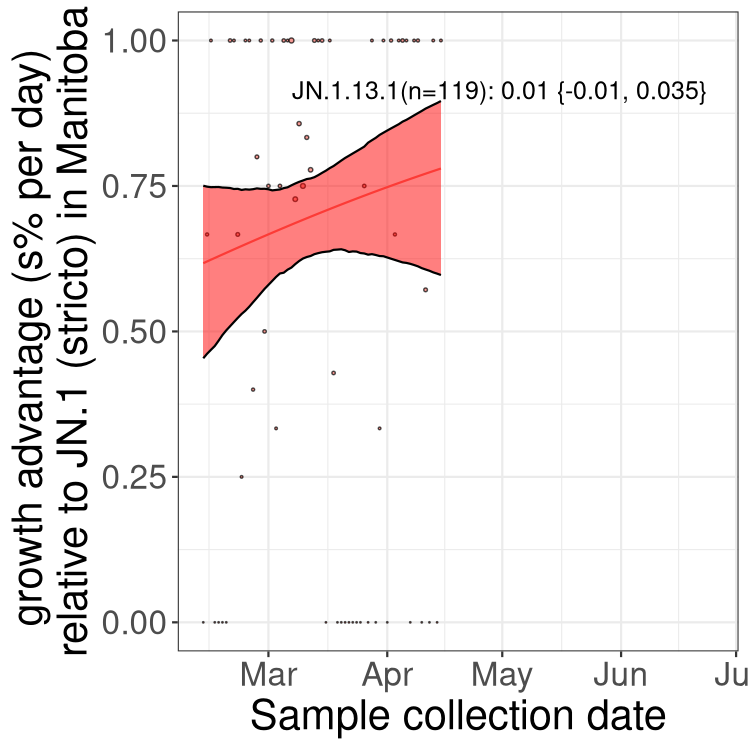 growth advantage (s% per day)
relative to JN.1 (stricto) in Manitoba
1.00
0.75
0.50
0.25
0.00
JN.1.13.1(n=119): 0.01 {-0.01, 0.035}
Mar Apr May Jun Ju
Sample collection date